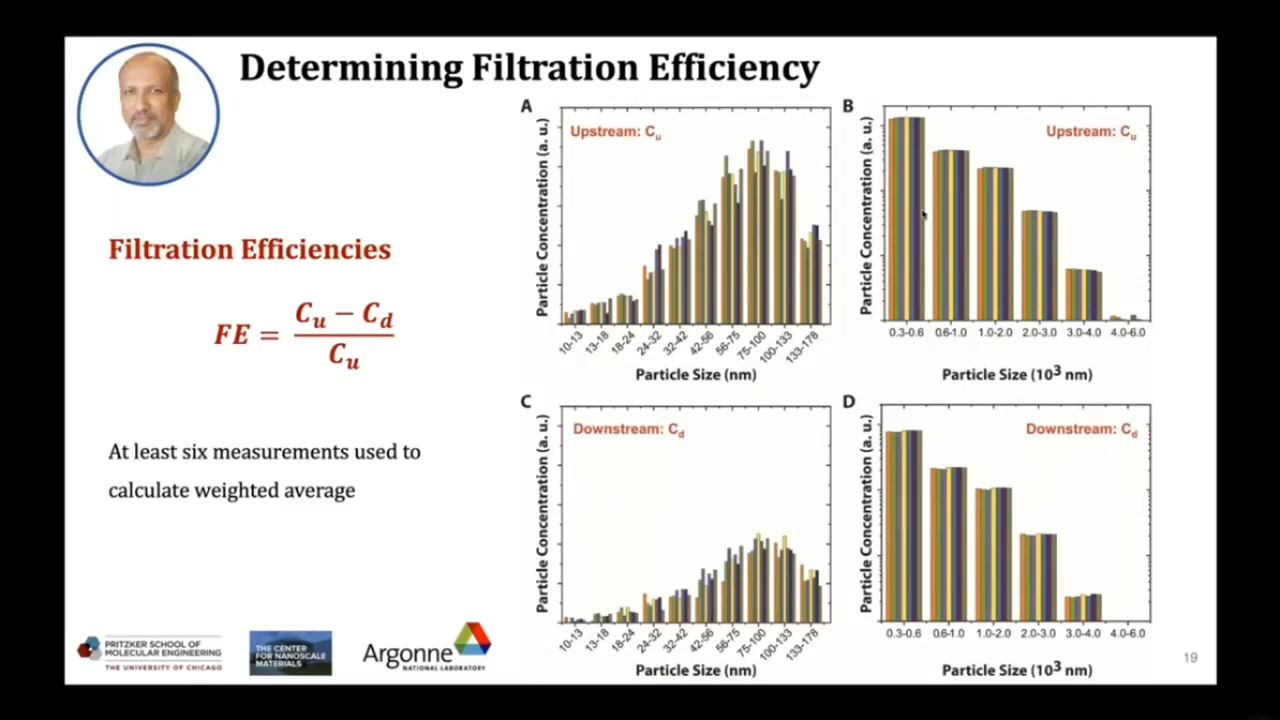 Determining Filtration Efficiency
Filtration Efficiencies
FE = (C_u − C_d) / C_u
At least six measurements used to
calculate weighted average
A
Upstream: C_u
Particle Concentration (a. u.)
10-13 13-18 18-24 24-32 32-42 42-56 56-75 75-100 100-133 133-178
Particle Size (nm)
B
Upstream: C_u
Particle Concentration (a. u.)
0.3-0.6 0.6-1.0 1.0-2.0 2.0-3.0 3.0-4.0 4.0-6.0
Particle Size (10³ nm)
C
Downstream: C_d
Particle Concentration (a. u.)
10-13 13-18 18-24 24-32 32-42 42-56 56-75 75-100 100-133 133-178
Particle Size (nm)
D
Downstream: C_d
Particle Concentration (a. u.)
0.3-0.6 0.6-1.0 1.0-2.0 2.0-3.0 3.0-4.0 4.0-6.0
Particle Size (10³ nm)
PRITZKER SCHOOL OF
MOLECULAR ENGINEERING
THE UNIVERSITY OF CHICAGO
THE CENTER
FOR NANOSCALE
MATERIALS
Argonne
NATIONAL LABORATORY
19